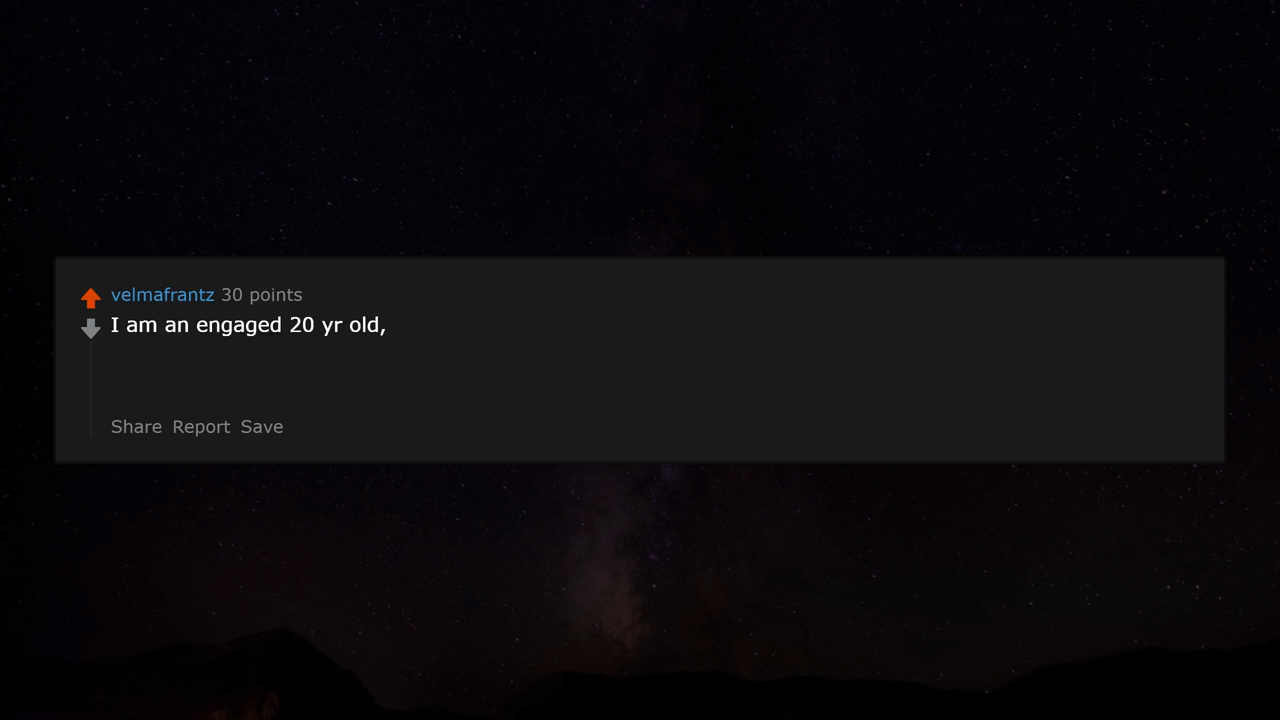 velmafrantz 30 points
I am an engaged 20 yr old,
Share Report Save